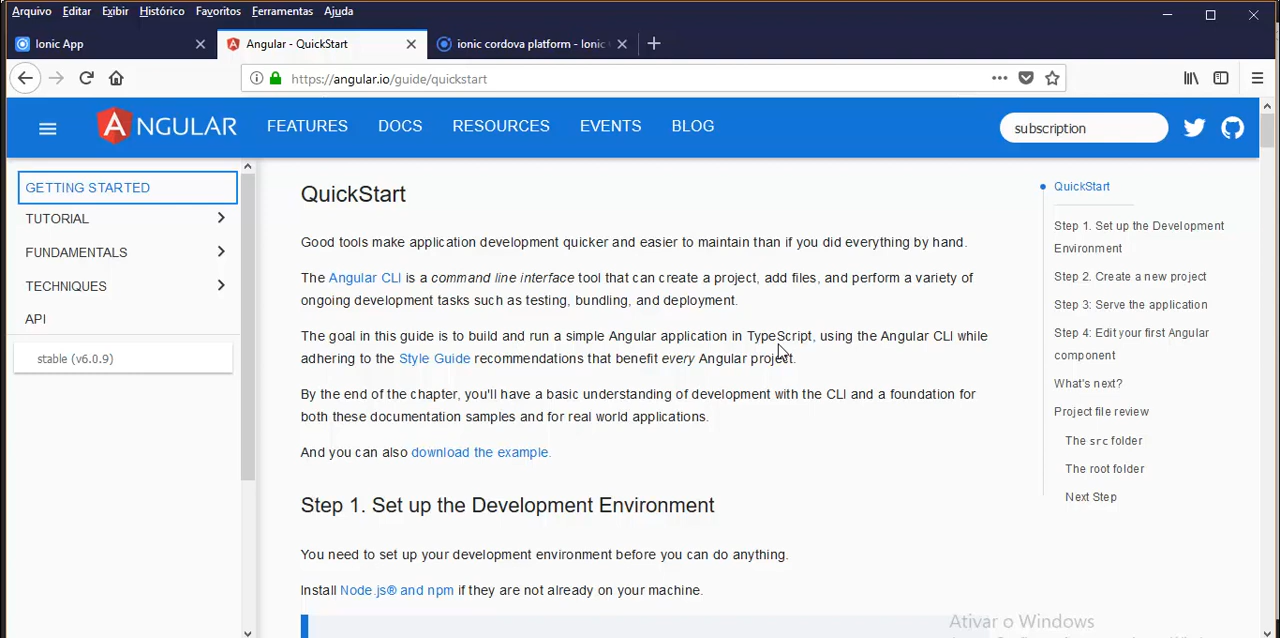 Arquivo Editar Exibir Histórico Favoritos Ferramentas Ajuda
Ionic App
Angular - QuickStart
ionic cordova platform - Ionic
https://angular.io/guide/quickstart
ANGULAR
FEATURES DOCS RESOURCES EVENTS BLOG
subscription
GETTING STARTED
TUTORIAL
FUNDAMENTALS
TECHNIQUES
API
stable (v6.0.9)
QuickStart
Good tools make application development quicker and easier to maintain than if you did everything by hand.
The Angular CLI is a command line interface tool that can create a project, add files, and perform a variety of
ongoing development tasks such as testing, bundling, and deployment.
The goal in this guide is to build and run a simple Angular application in TypeScript, using the Angular CLI while
adhering to the Style Guide recommendations that benefit every Angular project.
By the end of the chapter, you'll have a basic understanding of development with the CLI and a foundation for
both these documentation samples and for real world applications.
And you can also download the example.
Step 1. Set up the Development Environment
You need to set up your development environment before you can do anything.
Install Node.js® and npm if they are not already on your machine.
QuickStart
Step 1. Set up the Development
Environment
Step 2. Create a new project
Step 3: Serve the application
Step 4: Edit your first Angular
component
What's next?
Project file review
The src folder
The root folder
Next Step
Ativar o Windows